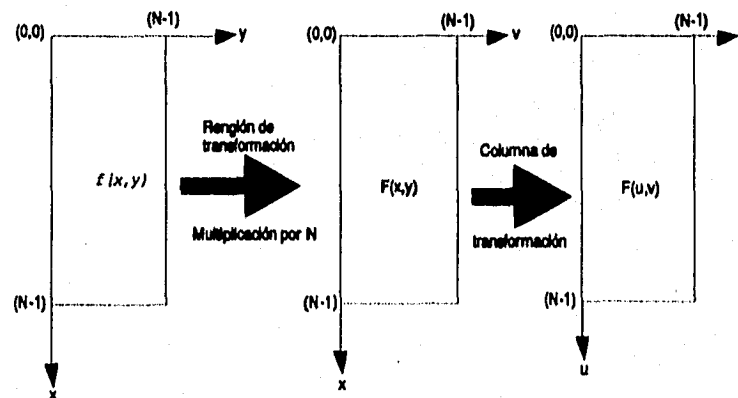 (0,0)
(N-1)
y
f(x,y)
(N-1)
x
Renglón de
transformación
Multiplicación por N
(0,0)
(N-1)
v
F(x,y)
(N-1)
x
Columna de
transformación
(0,0)
(N-1)
F(u,v)
(N-1)
u